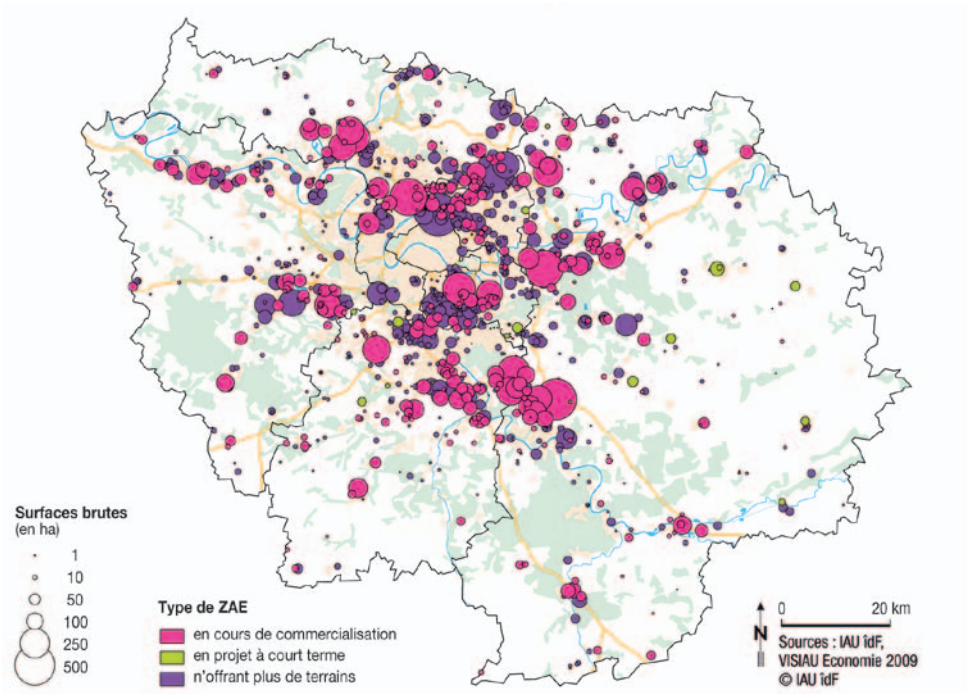 Surfaces brutes
(en ha)
1
10
50
100
250
500
Type de ZAE
en cours de commercialisation
en projet à court terme
n'offrant plus de terrains
N
0 20 km
Sources : IAU îdF,
VISIAU Economie 2009
© IAU îdF